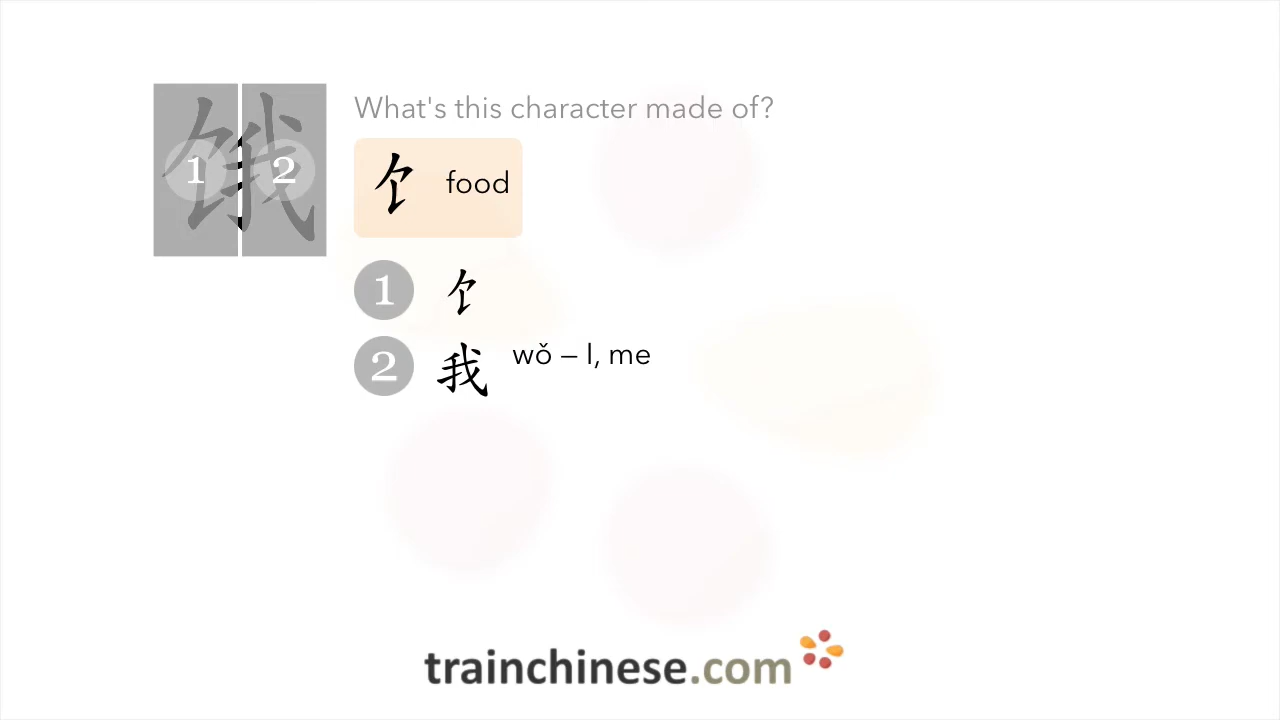 饿
1 2
What's this character made of?
饣 food
1 饣
2 我 wǒ – I, me
trainchinese.com